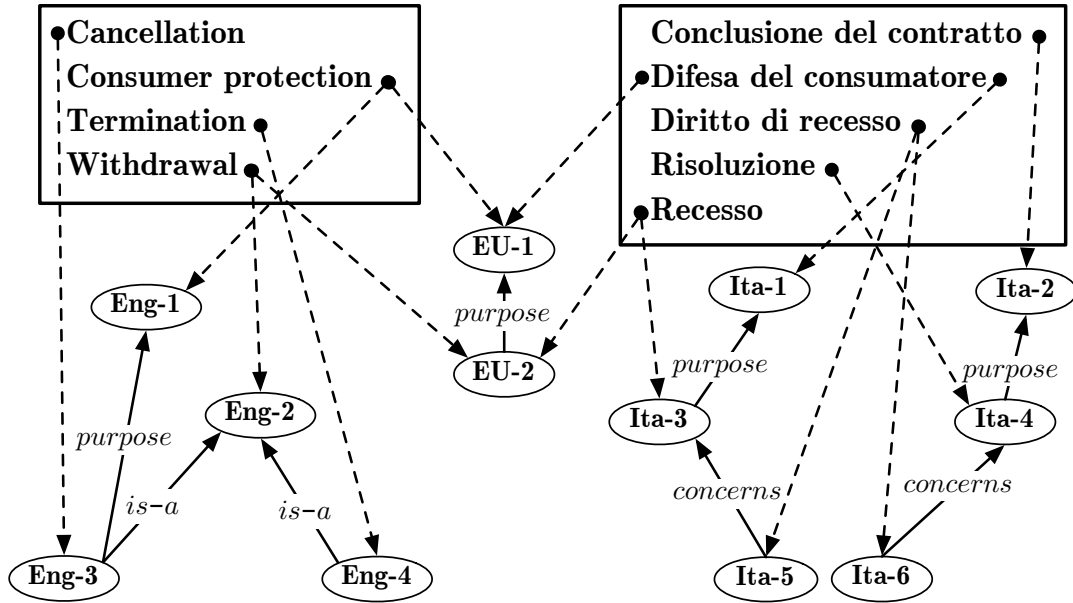 Cancellation
Consumer protection
Termination
Withdrawal
Conclusione del contratto
Difesa del consumatore
Diritto di recesso
Risoluzione
Recesso
EU-1
Eng-1
Ita-1
Ita-2
purpose
EU-2
purpose
purpose
Eng-2
Ita-3
Ita-4
purpose
is-a
is-a
concerns
concerns
Eng-3
Eng-4
Ita-5
Ita-6